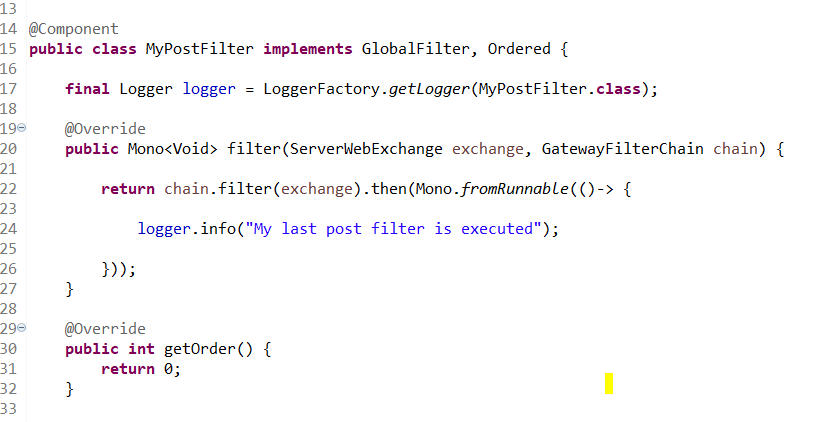 13
14 @Component
15 public class MyPostFilter implements GlobalFilter, Ordered {
16
17 final Logger logger = LoggerFactory.getLogger(MyPostFilter.class);
18
19 @Override
20 public Mono<Void> filter(ServerWebExchange exchange, GatewayFilterChain chain) {
21
22 return chain.filter(exchange).then(Mono.fromRunnable(()-> {
23
24 logger.info("My last post filter is executed");
25
26 }));
27 }
28
29 @Override
30 public int getOrder() {
31 return 0;
32 }
33